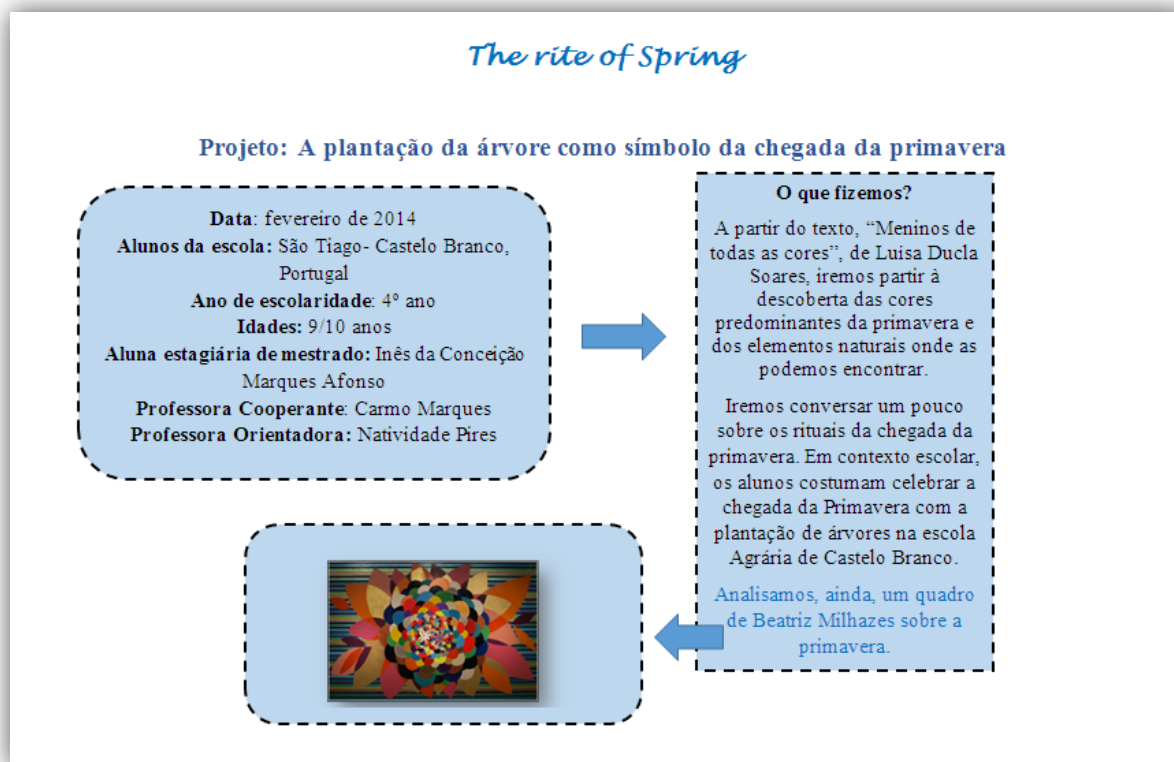 The rite of Spring
Projeto: A plantação da árvore como símbolo da chegada da primavera
Data: fevereiro de 2014
Alunos da escola: São Tiago- Castelo Branco,
Portugal
Ano de escolaridade: 4º ano
Idades: 9/10 anos
Aluna estagiária de mestrado: Inês da Conceição
Marques Afonso
Professora Cooperante: Carmo Marques
Professora Orientadora: Natividade Pires
O que fizemos?
A partir do texto, “Meninos de
todas as cores”, de Luísa Ducla
Soares, iremos partir à
descoberta das cores
predominantes da primavera e
dos elementos naturais onde as
podemos encontrar.
Iremos conversar um pouco
sobre os rituais da chegada da
primavera. Em contexto escolar,
os alunos costumam celebrar a
chegada da Primavera com a
plantação de árvores na escola
Agrária de Castelo Branco.
Analisamos, ainda, um quadro
de Beatriz Milhazes sobre a
primavera.